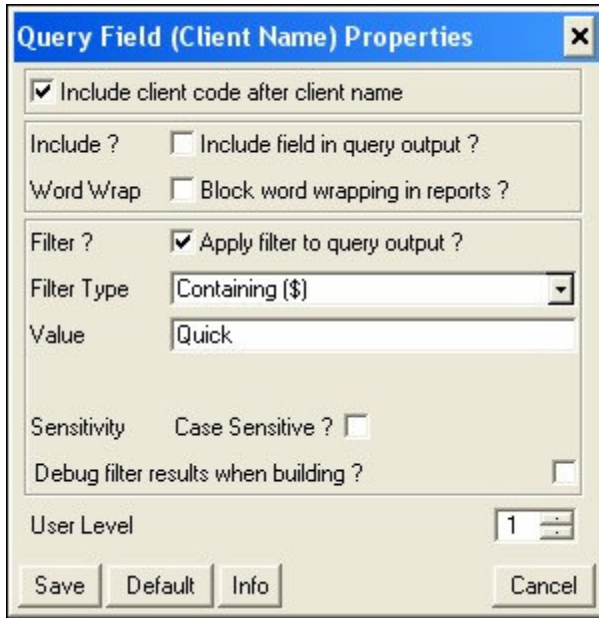 Query Field (Client Name) Properties
Include client code after client name
Include ? Include field in query output ?
Word Wrap Block word wrapping in reports ?
Filter ? Apply filter to query output ?
Filter Type Containing ($)
Value Quick
Sensitivity Case Sensitive ?
Debug filter results when building ?
User Level 1
Save Default Info Cancel